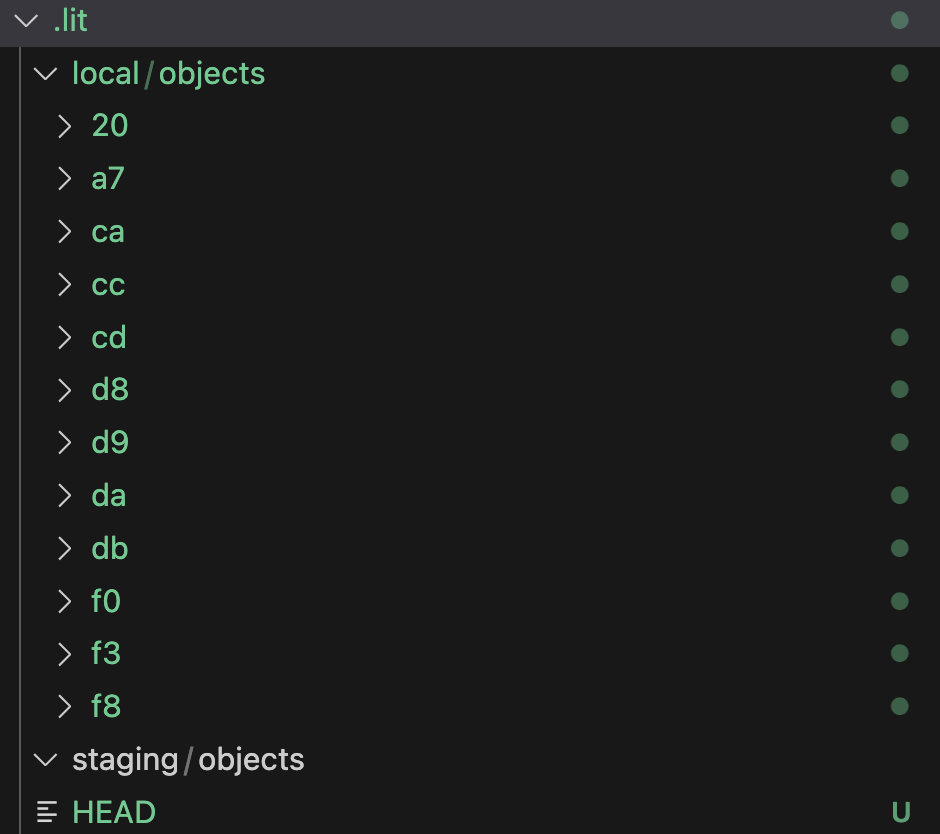 .lit
local/objects
20
a7
ca
cc
cd
d8
d9
da
db
f0
f3
f8
staging/objects
HEAD U